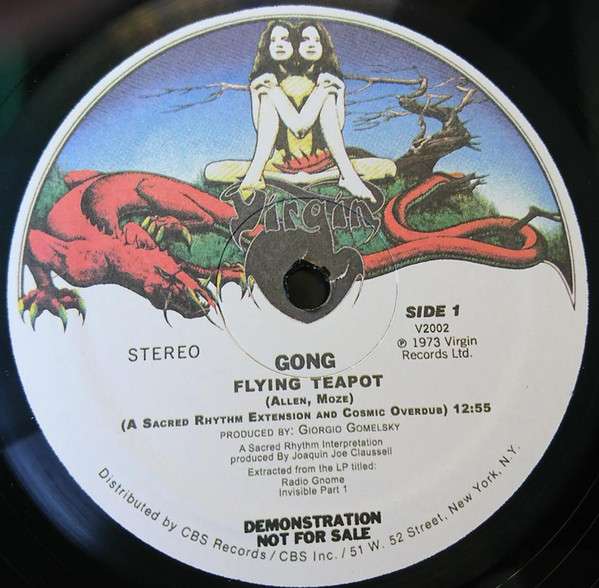 Virgin
SIDE 1
V2002
℗ 1973 Virgin
Records Ltd.
STEREO
GONG
FLYING TEAPOT
(ALLEN, MOZE)
(A SACRED RHYTHM EXTENSION AND COSMIC OVERDUB) 12:55
PRODUCED BY: GIORGIO GOMELSKY
A Sacred Rhythm Interpretation
produced By Joaquin Joe Claussell
Extracted from the LP titled:
Radio Gnome
Invisible Part 1
DEMONSTRATION
NOT FOR SALE
Distributed by CBS Records / CBS Inc. / 51 W. 52 Street, New York, N.Y.